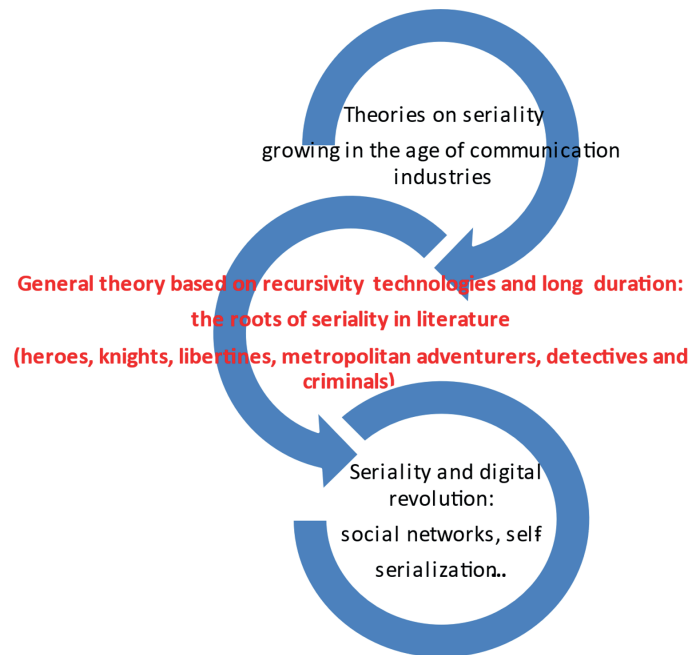 Theories on seriality
growing in the age of communication
industries
General theory based on recursivity technologies and long duration:
the roots of seriality in literature
(heroes, knights, libertines, metropolitan adventurers, detectives and
criminals)
Seriality and digital
revolution:
social networks, self-
serialization...